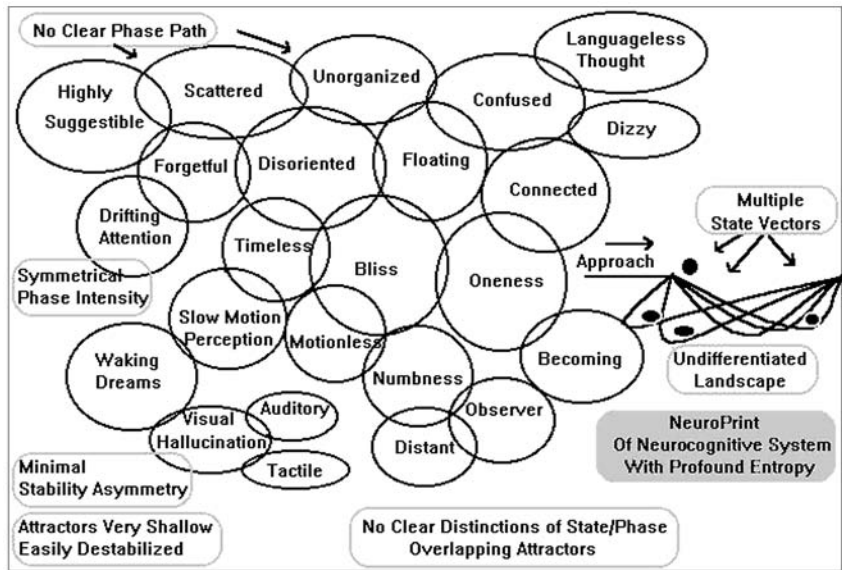 No Clear Phase Path
Languageless
Thought
Highly
Suggestible
Scattered
Unorganized
Confused
Dizzy
Forgetful
Disoriented
Floating
Connected
Drifting
Attention
Timeless
Bliss
Oneness
Approach
Multiple
State Vectors
Symmetrical
Phase Intensity
Slow Motion
Perception
Motionless
Numbness
Becoming
Undifferentiated
Landscape
Waking
Dreams
Visual
Hallucination
Auditory
Tactile
Observer
Distant
NeuroPrint
Of Neurocognitive System
With Profound Entropy
Minimal
Stability Asymmetry
Attractors Very Shallow
Easily Destabilized
No Clear Distinctions of State/Phase
Overlapping Attractors